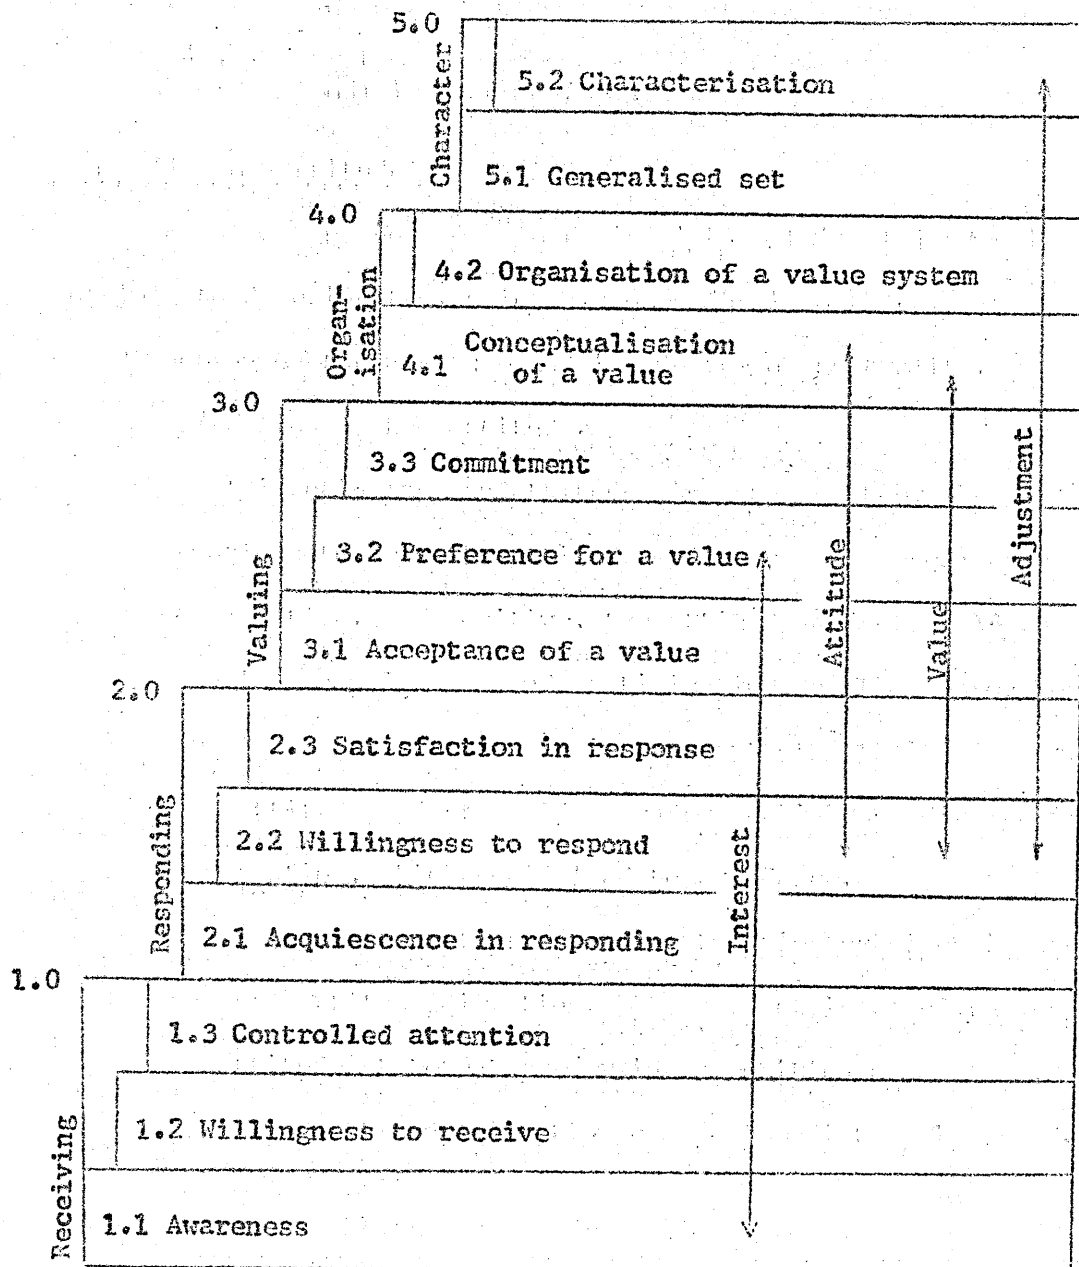 5.0
Character
5.2 Characterisation
5.1 Generalised set
4.0
Organ-
isation
4.2 Organisation of a value system
4.1 Conceptualisation
of a value
3.0
Valuing
3.3 Commitment
3.2 Preference for a value
3.1 Acceptance of a value
2.0
Responding
2.3 Satisfaction in response
2.2 Willingness to respond
2.1 Acquiescence in responding
1.0
Receiving
1.3 Controlled attention
1.2 Willingness to receive
1.1 Awareness
Interest
Attitude
Value
Adjustment